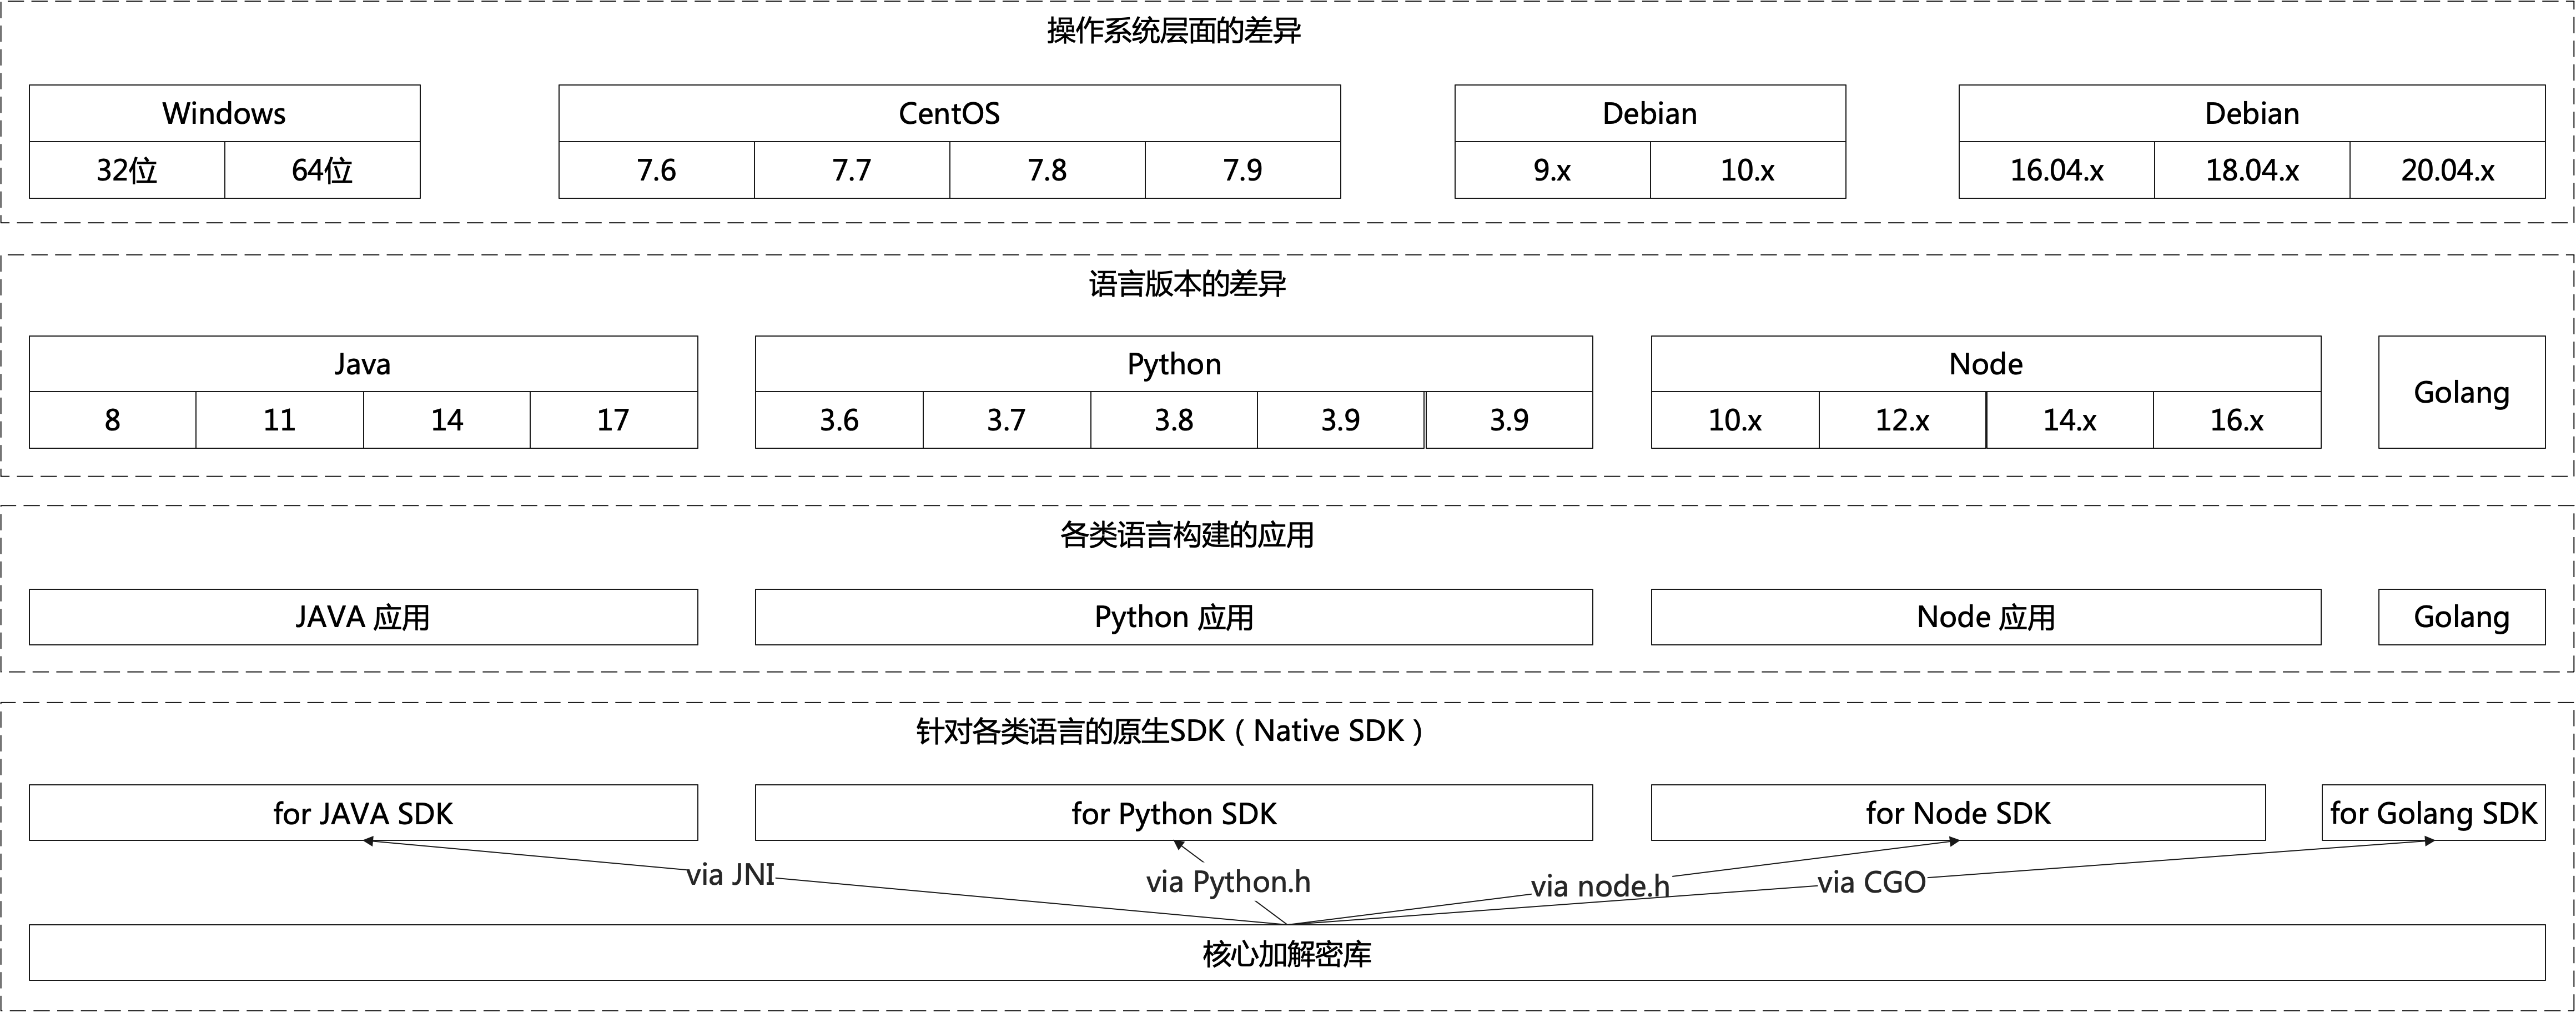 操作系统层面的差异
Windows
CentOS
Debian
Debian
32位 64位
7.6 7.7 7.8 7.9
9.x 10.x
16.04.x 18.04.x 20.04.x
语言版本的差异
Java
Python
Node
Golang
8 11 14 17
3.6 3.7 3.8 3.9 3.9
10.x 12.x 14.x 16.x
各类语言构建的应用
JAVA 应用
Python 应用
Node 应用
Golang
针对各类语言的原生SDK（Native SDK）
for JAVA SDK
for Python SDK
for Node SDK
for Golang SDK
via JNI
via Python.h
via node.h
via CGO
核心加解密库